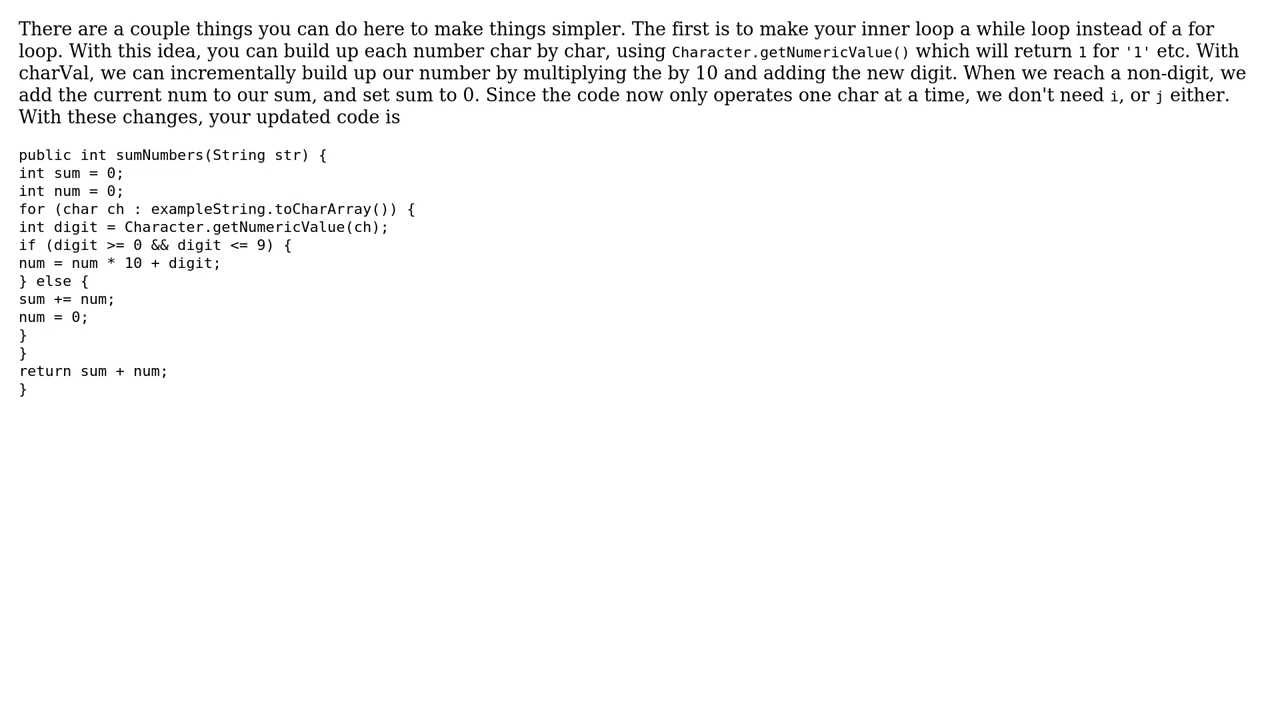 There are a couple things you can do here to make things simpler. The first is to make your inner loop a while loop instead of a for
loop. With this idea, you can build up each number char by char, using Character.getNumericValue() which will return 1 for '1' etc. With
charVal, we can incrementally build up our number by multiplying the by 10 and adding the new digit. When we reach a non-digit, we
add the current num to our sum, and set sum to 0. Since the code now only operates one char at a time, we don't need i, or j either.
With these changes, your updated code is
public int sumNumbers(String str) {
int sum = 0;
int num = 0;
for (char ch : exampleString.toCharArray()) {
int digit = Character.getNumericValue(ch);
if (digit >= 0 && digit <= 9) {
num = num * 10 + digit;
} else {
sum += num;
num = 0;
}
}
return sum + num;
}